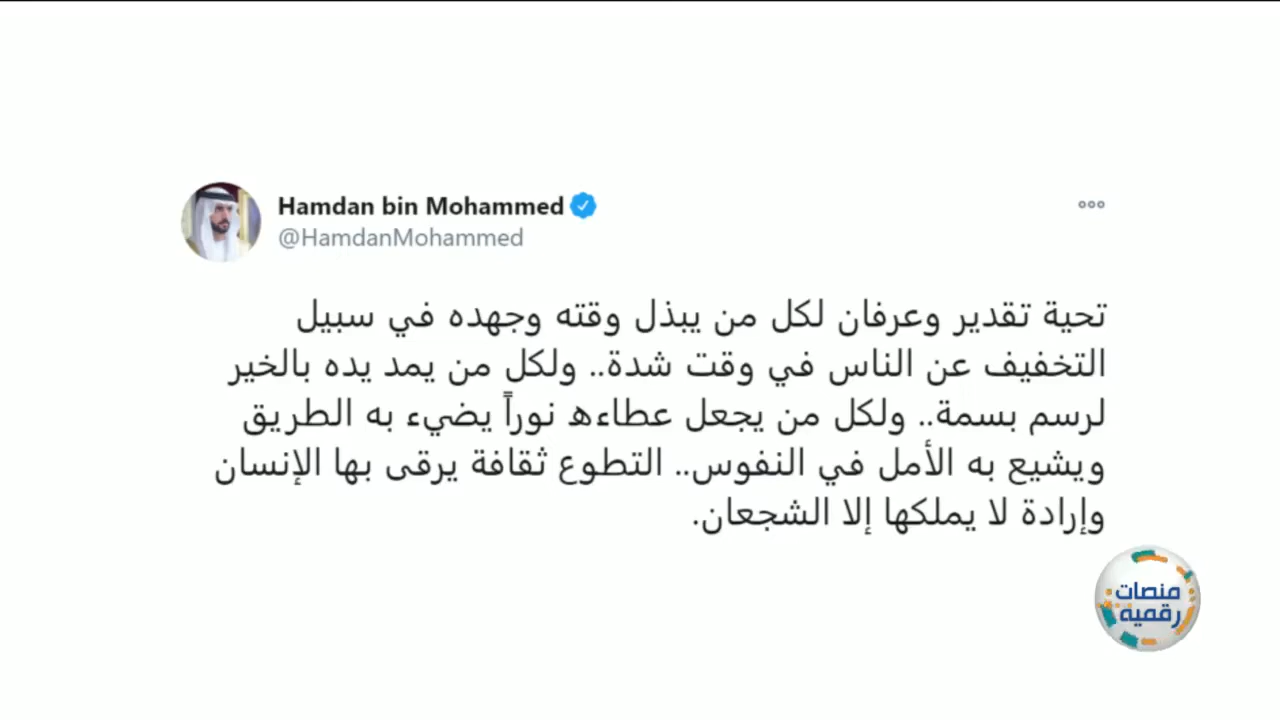 Hamdan bin Mohammed
@HamdanMohammed
تحية تقدير وعرفان لكل من يبذل وقته وجهده في سبيل
التخفيف عن الناس في وقت شدة.. ولكل من يمد يده بالخير
لرسم بسمة.. ولكل من يجعل عطاءه نوراً يضيء به الطريق
ويشيع به الأمل في النفوس.. التطوع ثقافة يرقى بها الإنسان
وإرادة لا يملكها إلا الشجعان.
منصات
رقمية